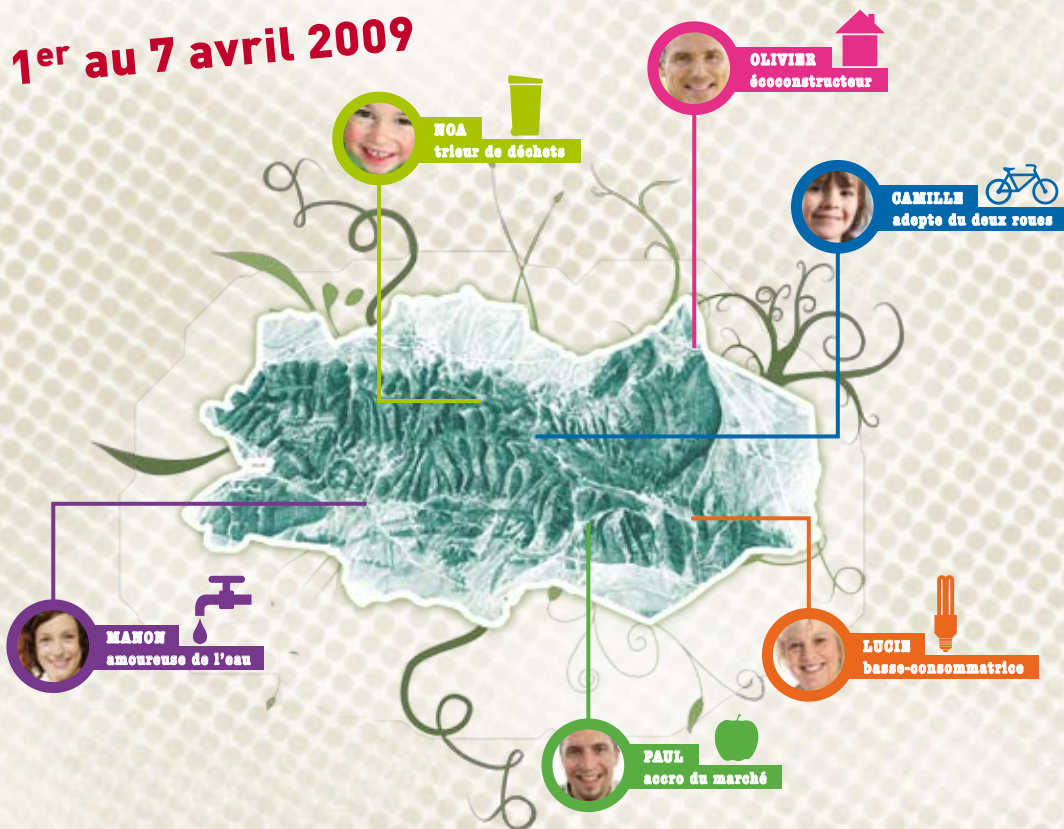 1er au 7 avril 2009
OLIVIER
écoconstructeur
NOA
trieur de déchets
CAMILLE
adepte du deux roues
MANON
amoureuse de l'eau
LUCIE
basse-consommatrice
PAUL
accro du marché